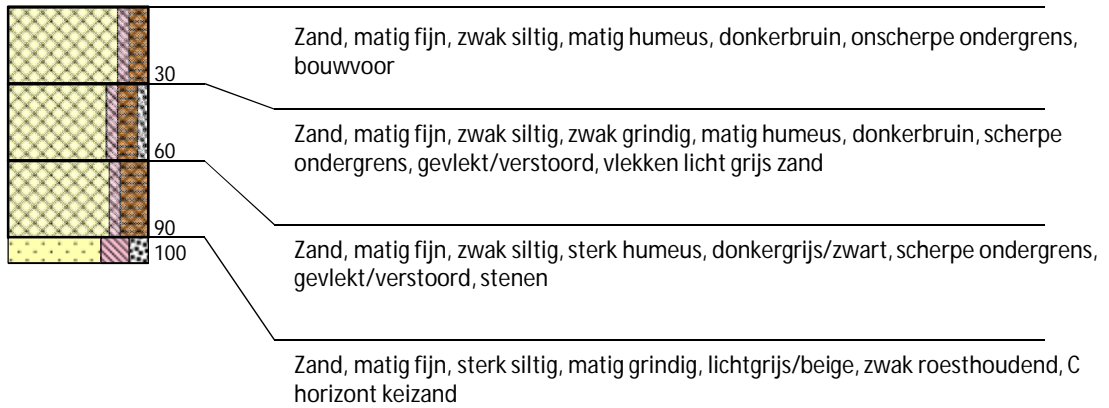 Zand, matig fijn, zwak siltig, matig humeus, donkerbruin, onscherpe ondergrens,
bouwvoor
30
Zand, matig fijn, zwak siltig, zwak grindig, matig humeus, donkerbruin, scherpe
ondergrens, gevlekt/verstoord, vlekken licht grijs zand
60
Zand, matig fijn, zwak siltig, sterk humeus, donkergrijs/zwart, scherpe ondergrens,
gevlekt/verstoord, stenen
90
100
Zand, matig fijn, sterk siltig, matig grindig, lichtgrijs/beige, zwak roesthoudend, C
horizont keizand